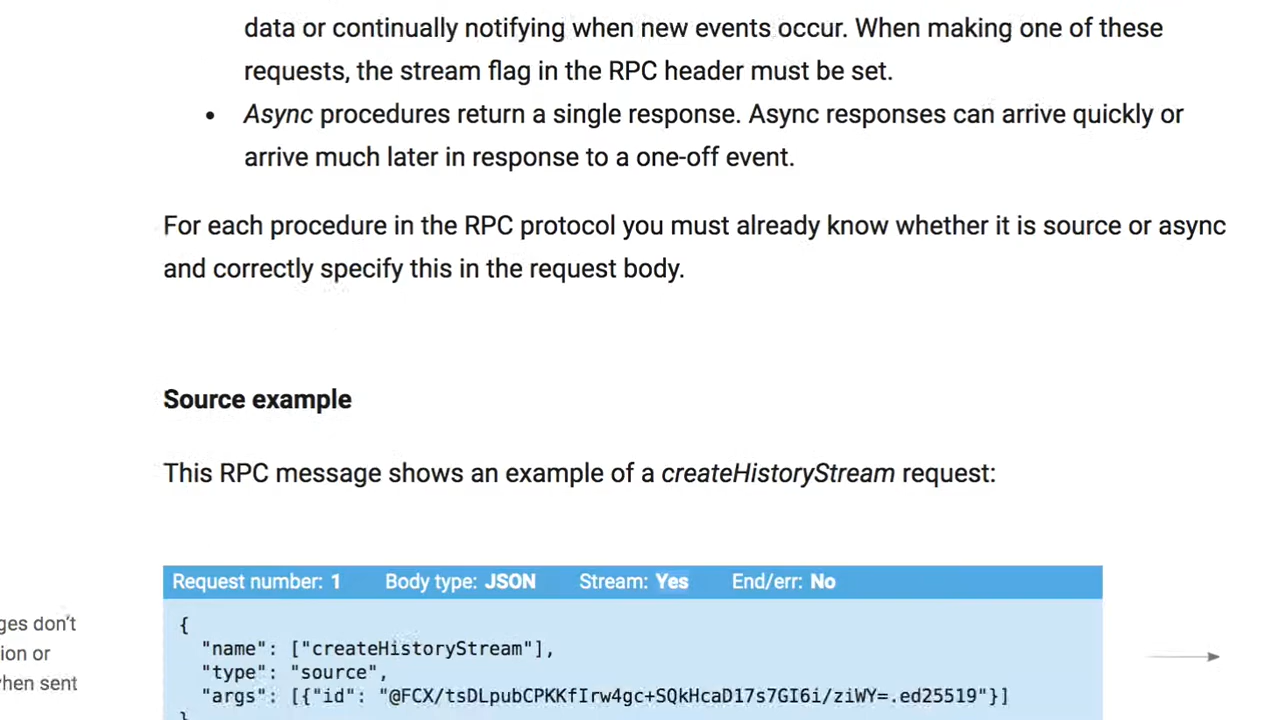 data or continually notifying when new events occur. When making one of these
requests, the stream flag in the RPC header must be set.
• Async procedures return a single response. Async responses can arrive quickly or
arrive much later in response to a one-off event.
For each procedure in the RPC protocol you must already know whether it is source or async
and correctly specify this in the request body.
Source example
This RPC message shows an example of a createHistoryStream request:
Request number: 1 Body type: JSON Stream: Yes End/err: No
{
"name": ["createHistoryStream"],
"type": "source",
"args": [{"id": "@FCX/tsDLpubCPKKfIrw4gc+SQkHcaD17s7GI6i/ziWY=.ed25519"}]
}
ges don't
ion or
when sent